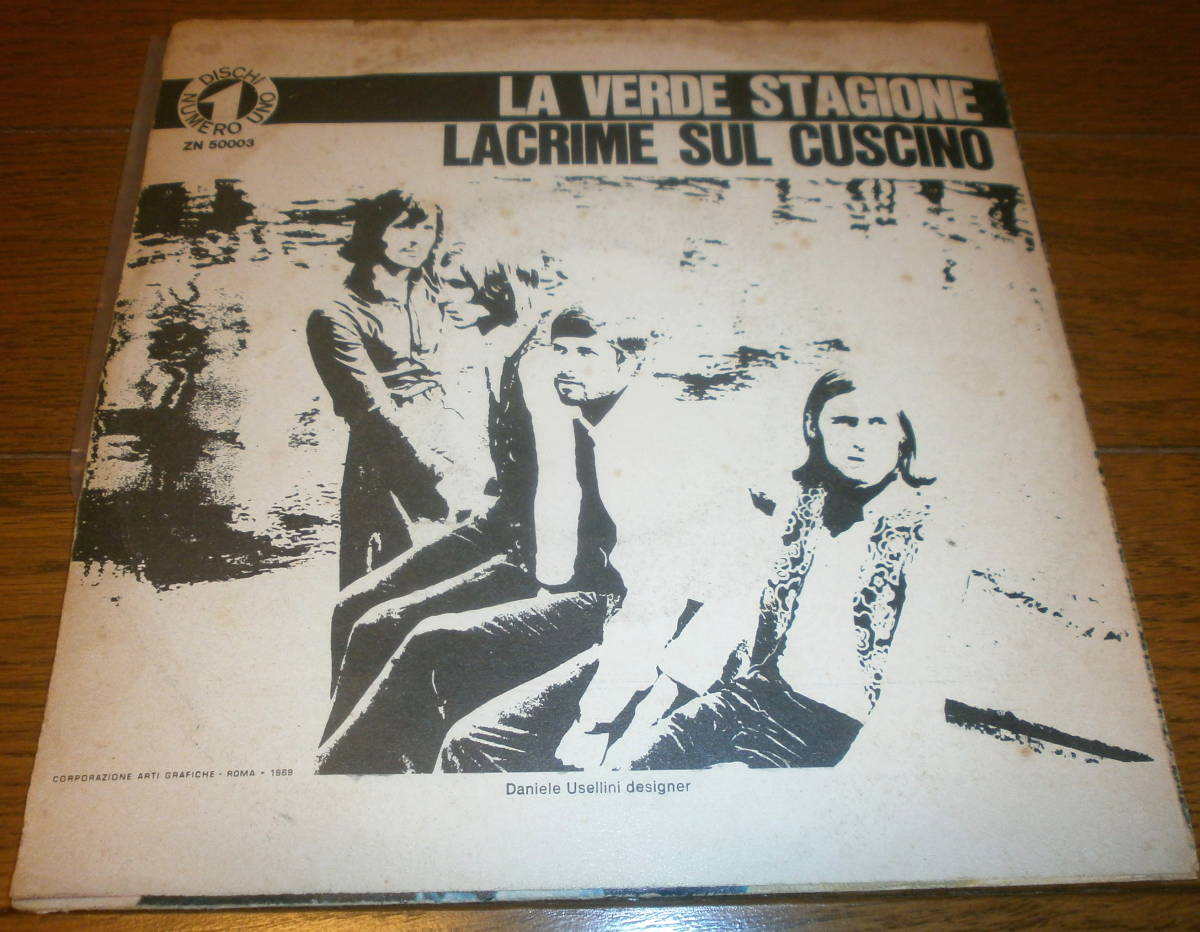 DISCHI
1
NUMERO UNO
ZN 50003
LA VERDE STAGIONE
LACRIME SUL CUSCINO
CORPORAZIONE ARTI GRAFICHE - ROMA - 1969
Daniele Usellini designer